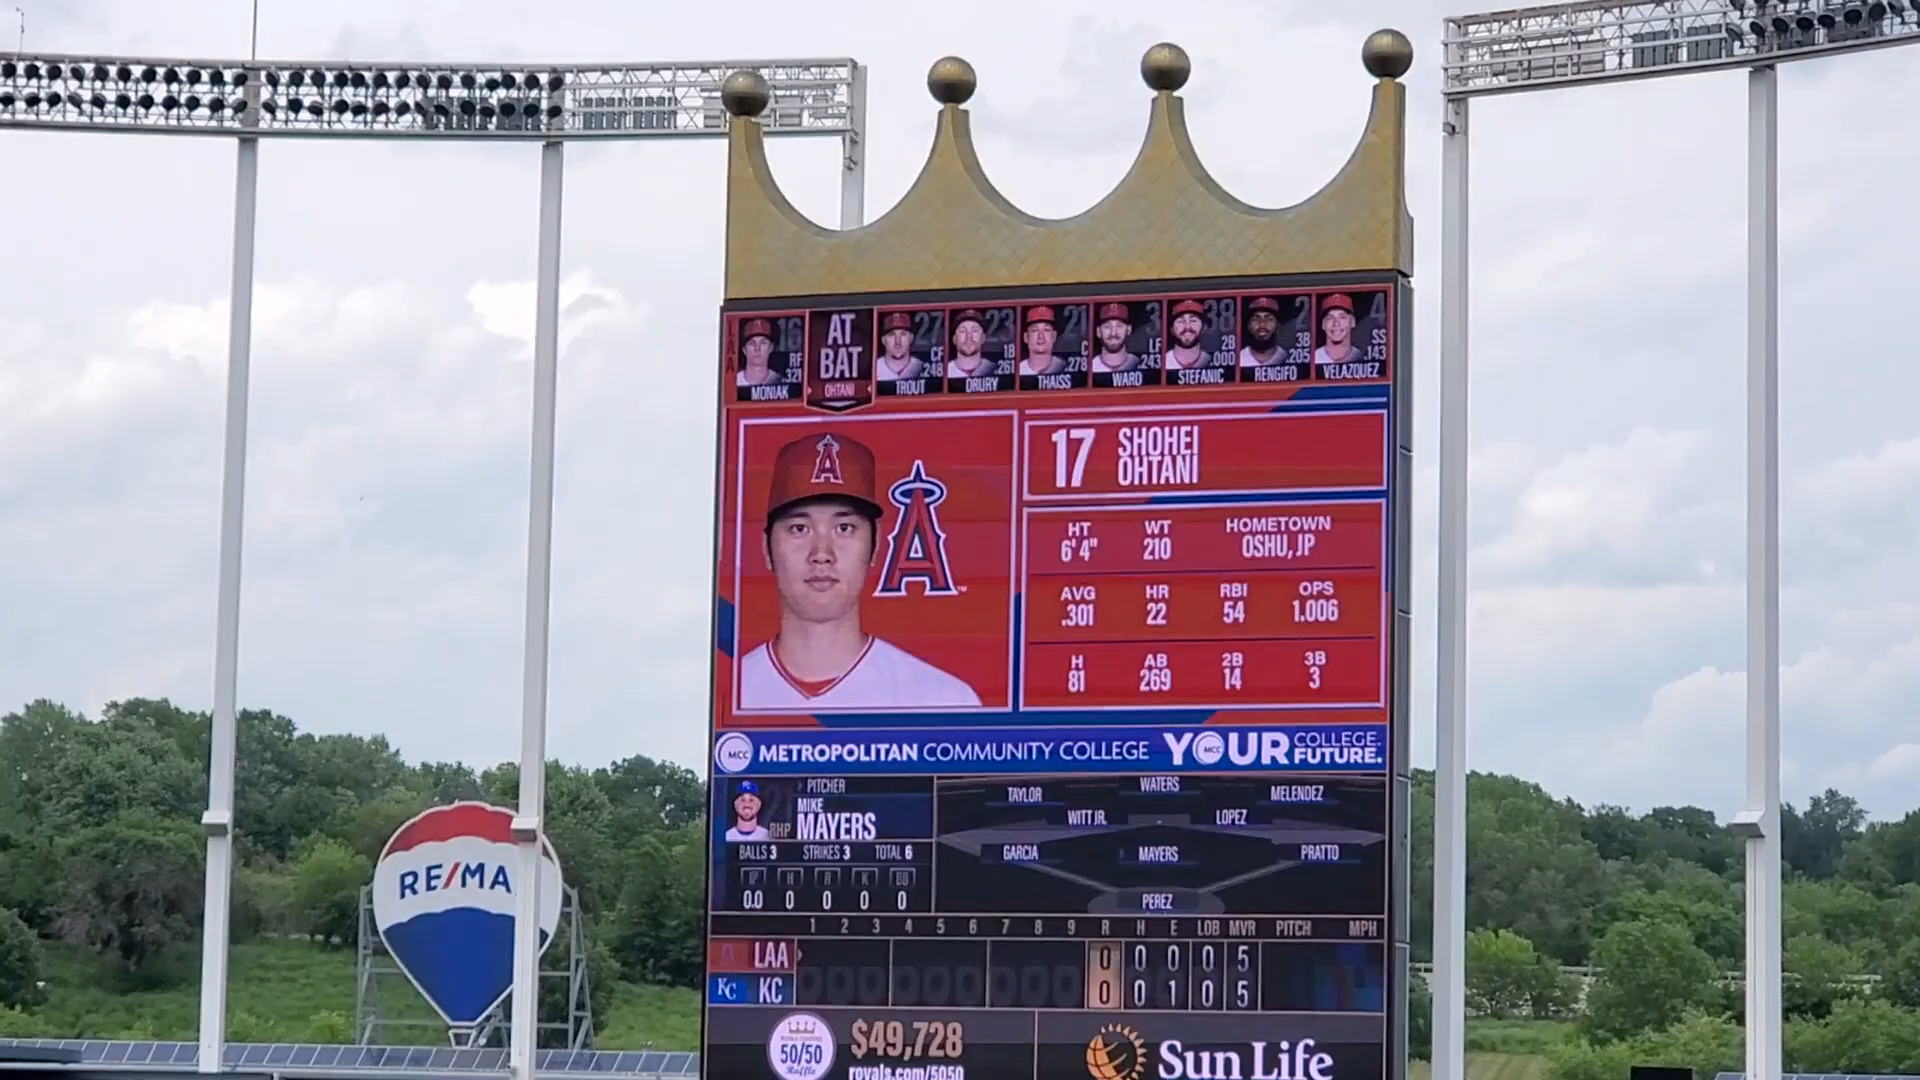 LAA
16 RF .321 MONIAK
AT BAT OHTANI
27 CF .248 TROUT
23 1B .261 DRURY
21 C .278 THAISS
3 LF .243 WARD
38 2B .000 STEFANIC
2 3B .205 RENGIFO
4 SS .143 VELAZQUEZ
A
A
17 SHOHEI
OHTANI
HT WT HOMETOWN
6'4" 210 OSHU, JP
AVG HR RBI OPS
.301 22 54 1.006
H AB 2B 3B
81 269 14 3
MCC METROPOLITAN COMMUNITY COLLEGE YOUR COLLEGE. FUTURE.
MCC
PITCHER
MIKE
RHP MAYERS
BALLS 3 STRIKES 3 TOTAL 6
IP H R K BB
0.0 0 0 0 0
WATERS
TAYLOR MELENDEZ
WITT JR. LOPEZ
GARCIA MAYERS PRATTO
PEREZ
RE/MA
1 2 3 4 5 6 7 8 9 R H E LOB MVR PITCH MPH
LAA 0 0 0 0 5
KC KC 0 0 1 0 5
50/50 Raffle
$49,728
royals.com/5050
Sun Life